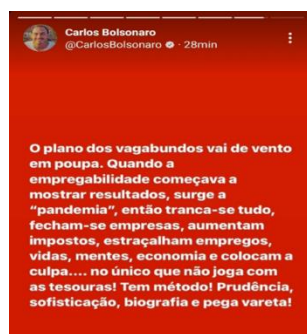 Carlos Bolsonaro
@CarlosBolsonaro · 28min
O plano dos vagabundos vai de vento
em poupa. Quando a
empregabilidade começava a
mostrar resultados, surge a
“pandemia”, então tranca-se tudo,
fecham-se empresas, aumentam
impostos, estraçalham empregos,
vidas, mentes, economia e colocam a
culpa.... no único que não joga com
as tesouras! Tem método! Prudência,
sofisticação, biografia e pega vareta!